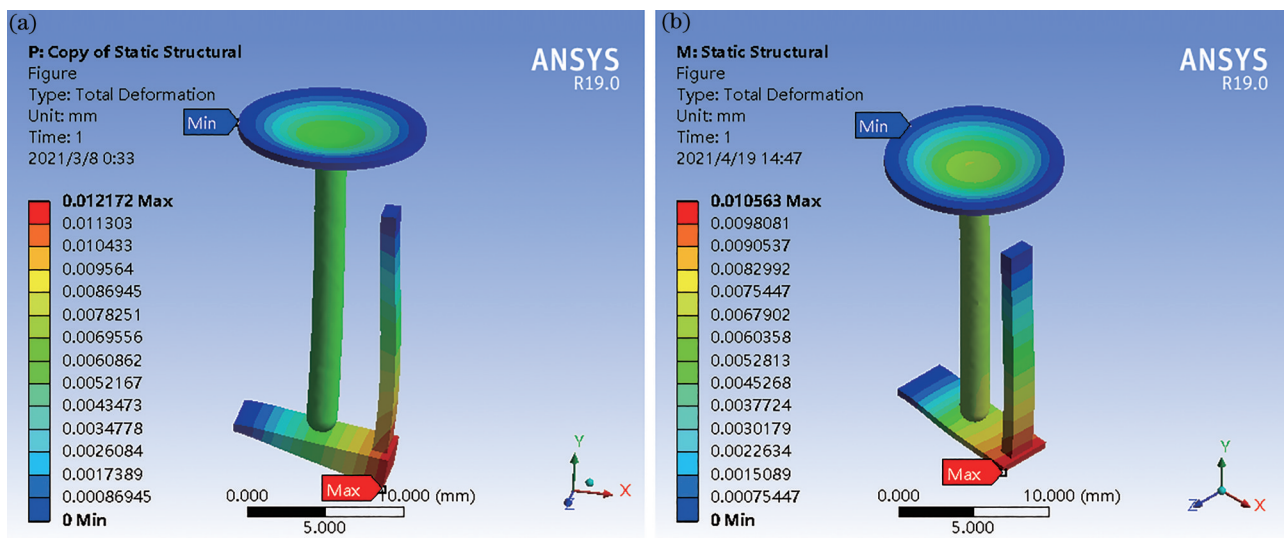 (a)
P: Copy of Static Structural
Figure
Type: Total Deformation
Unit: mm
Time: 1
2021/3/8 0:33
ANSYS
R19.0
Min
0.012172 Max
0.011303
0.010433
0.009564
0.0086945
0.0078251
0.0069556
0.0060862
0.0052167
0.0043473
0.0034778
0.0026084
0.0017389
0.00086945
0 Min
Max
0.000
10.000 (mm)
5.000
Y
X
Z
(b)
M: Static Structural
Figure
Type: Total Deformation
Unit: mm
Time: 1
2021/4/19 14:47
ANSYS
R19.0
Min
0.010563 Max
0.0098081
0.0090537
0.0082992
0.0075447
0.0067902
0.0060358
0.0052813
0.0045268
0.0037724
0.0030179
0.0022634
0.0015089
0.00075447
0 Min
Max
0.000
10.000 (mm)
5.000
Y
Z
X